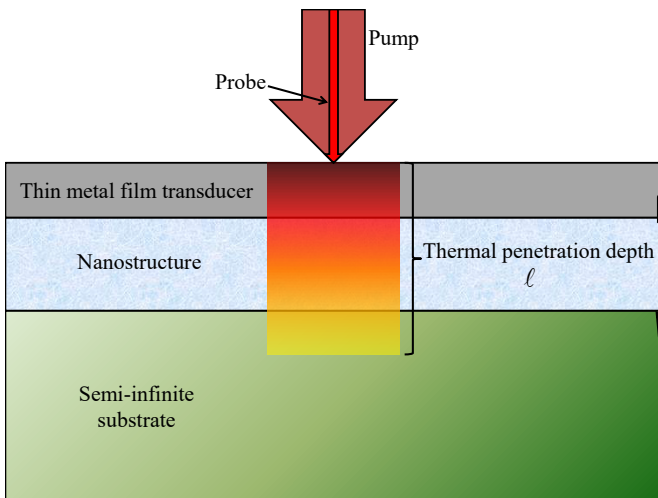 Pump
Probe
Thin metal film transducer
Nanostructure
Thermal penetration depth
ℓ
Semi-infinite
substrate